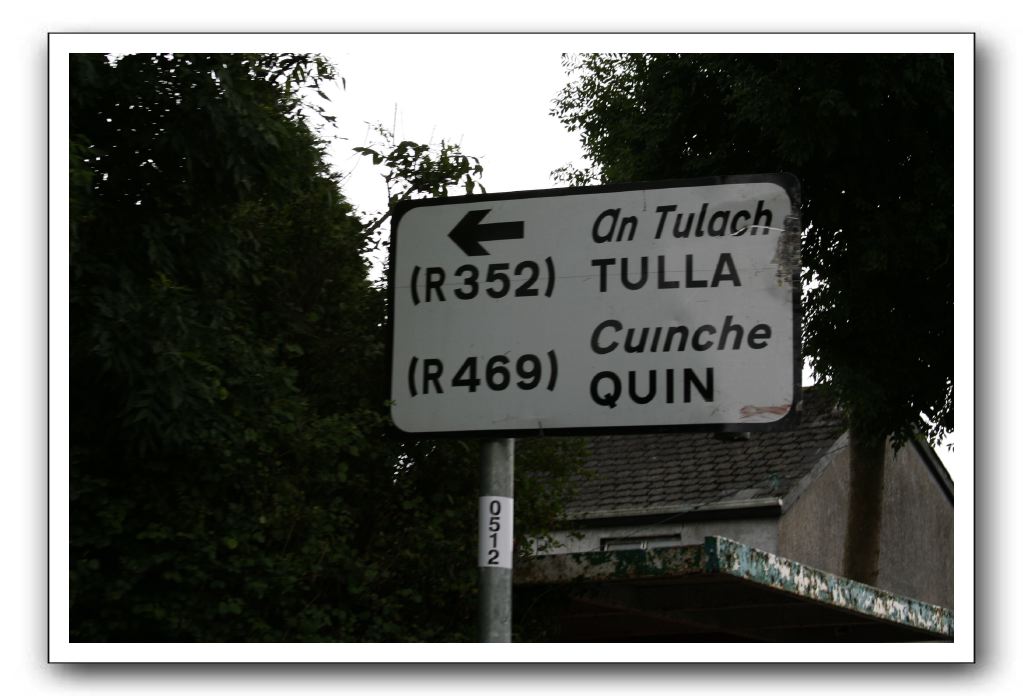 An Tulach
(R352) TULLA
Cuinche
(R469) QUIN
0512